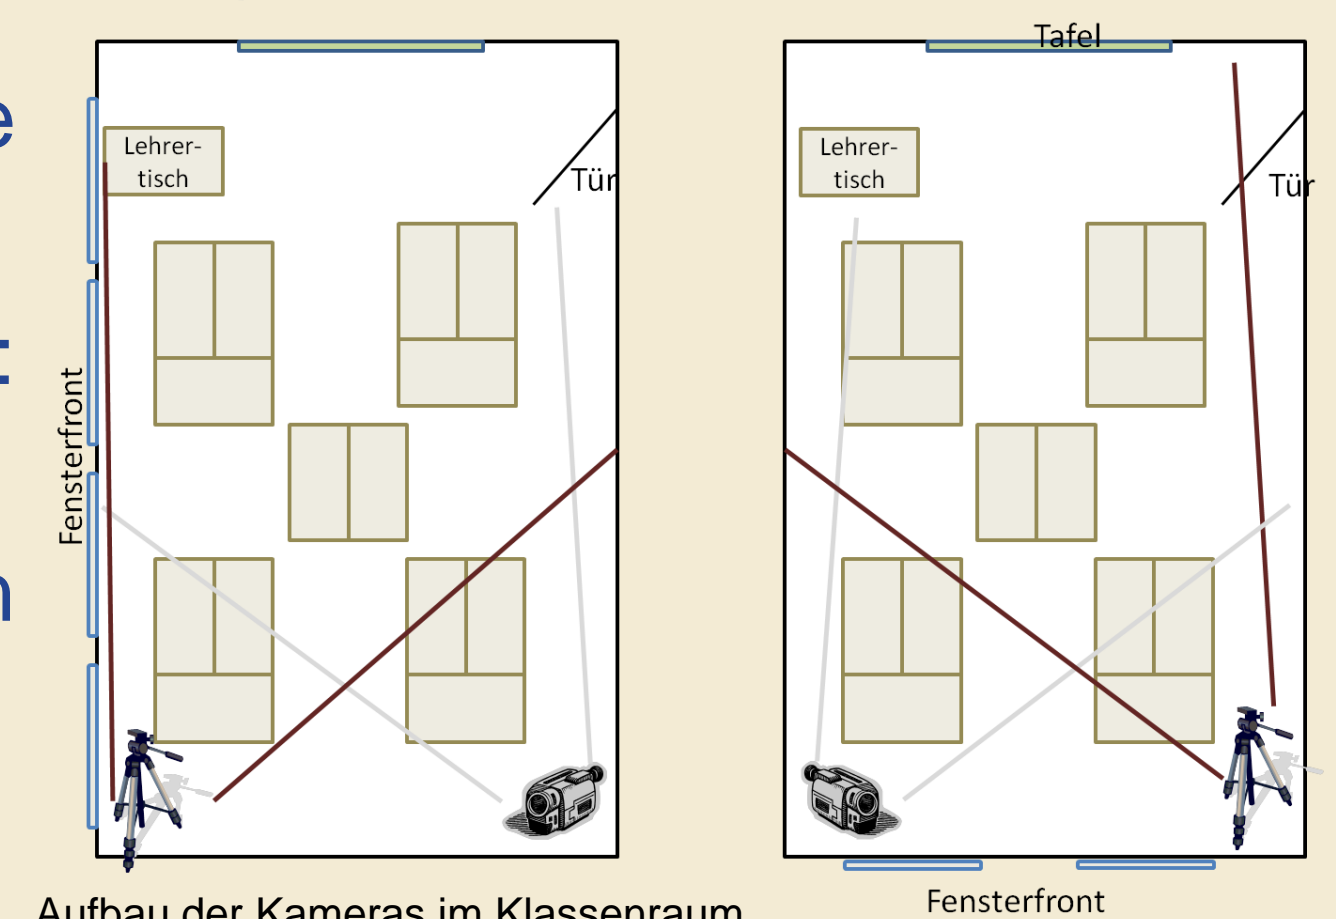 Tafel
Lehrer-
tisch
Tür
Fensterfront
Lehrer-
tisch
Tür
Fensterfront
Aufbau der Kameras im Klassenraum